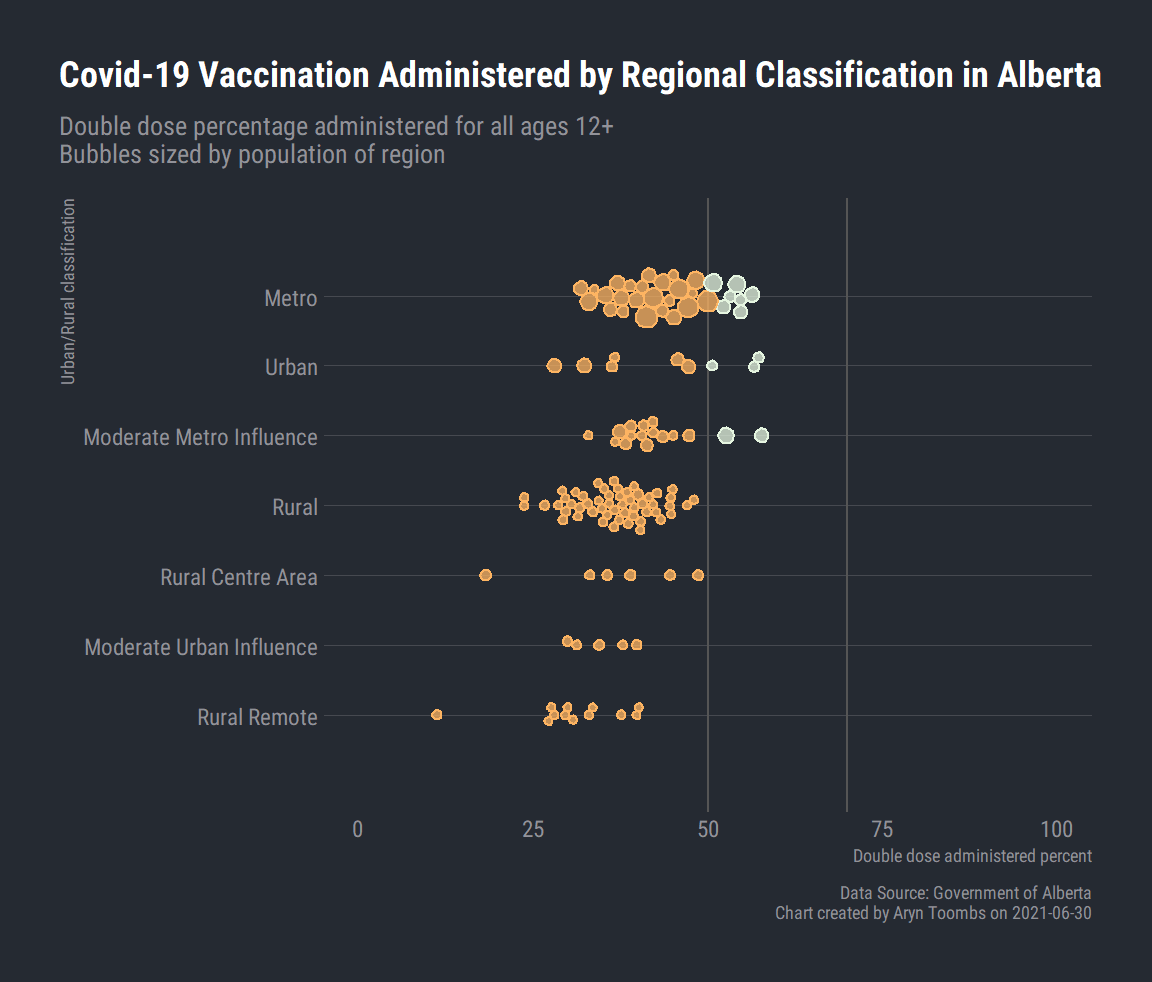 Covid-19 Vaccination Administered by Regional Classification in Alberta
Double dose percentage administered for all ages 12+
Bubbles sized by population of region
Urban/Rural classification
Metro
Urban
Moderate Metro Influence
Rural
Rural Centre Area
Moderate Urban Influence
Rural Remote
0 25 50 75 100
Double dose administered percent
Data Source: Government of Alberta
Chart created by Aryn Toombs on 2021-06-30